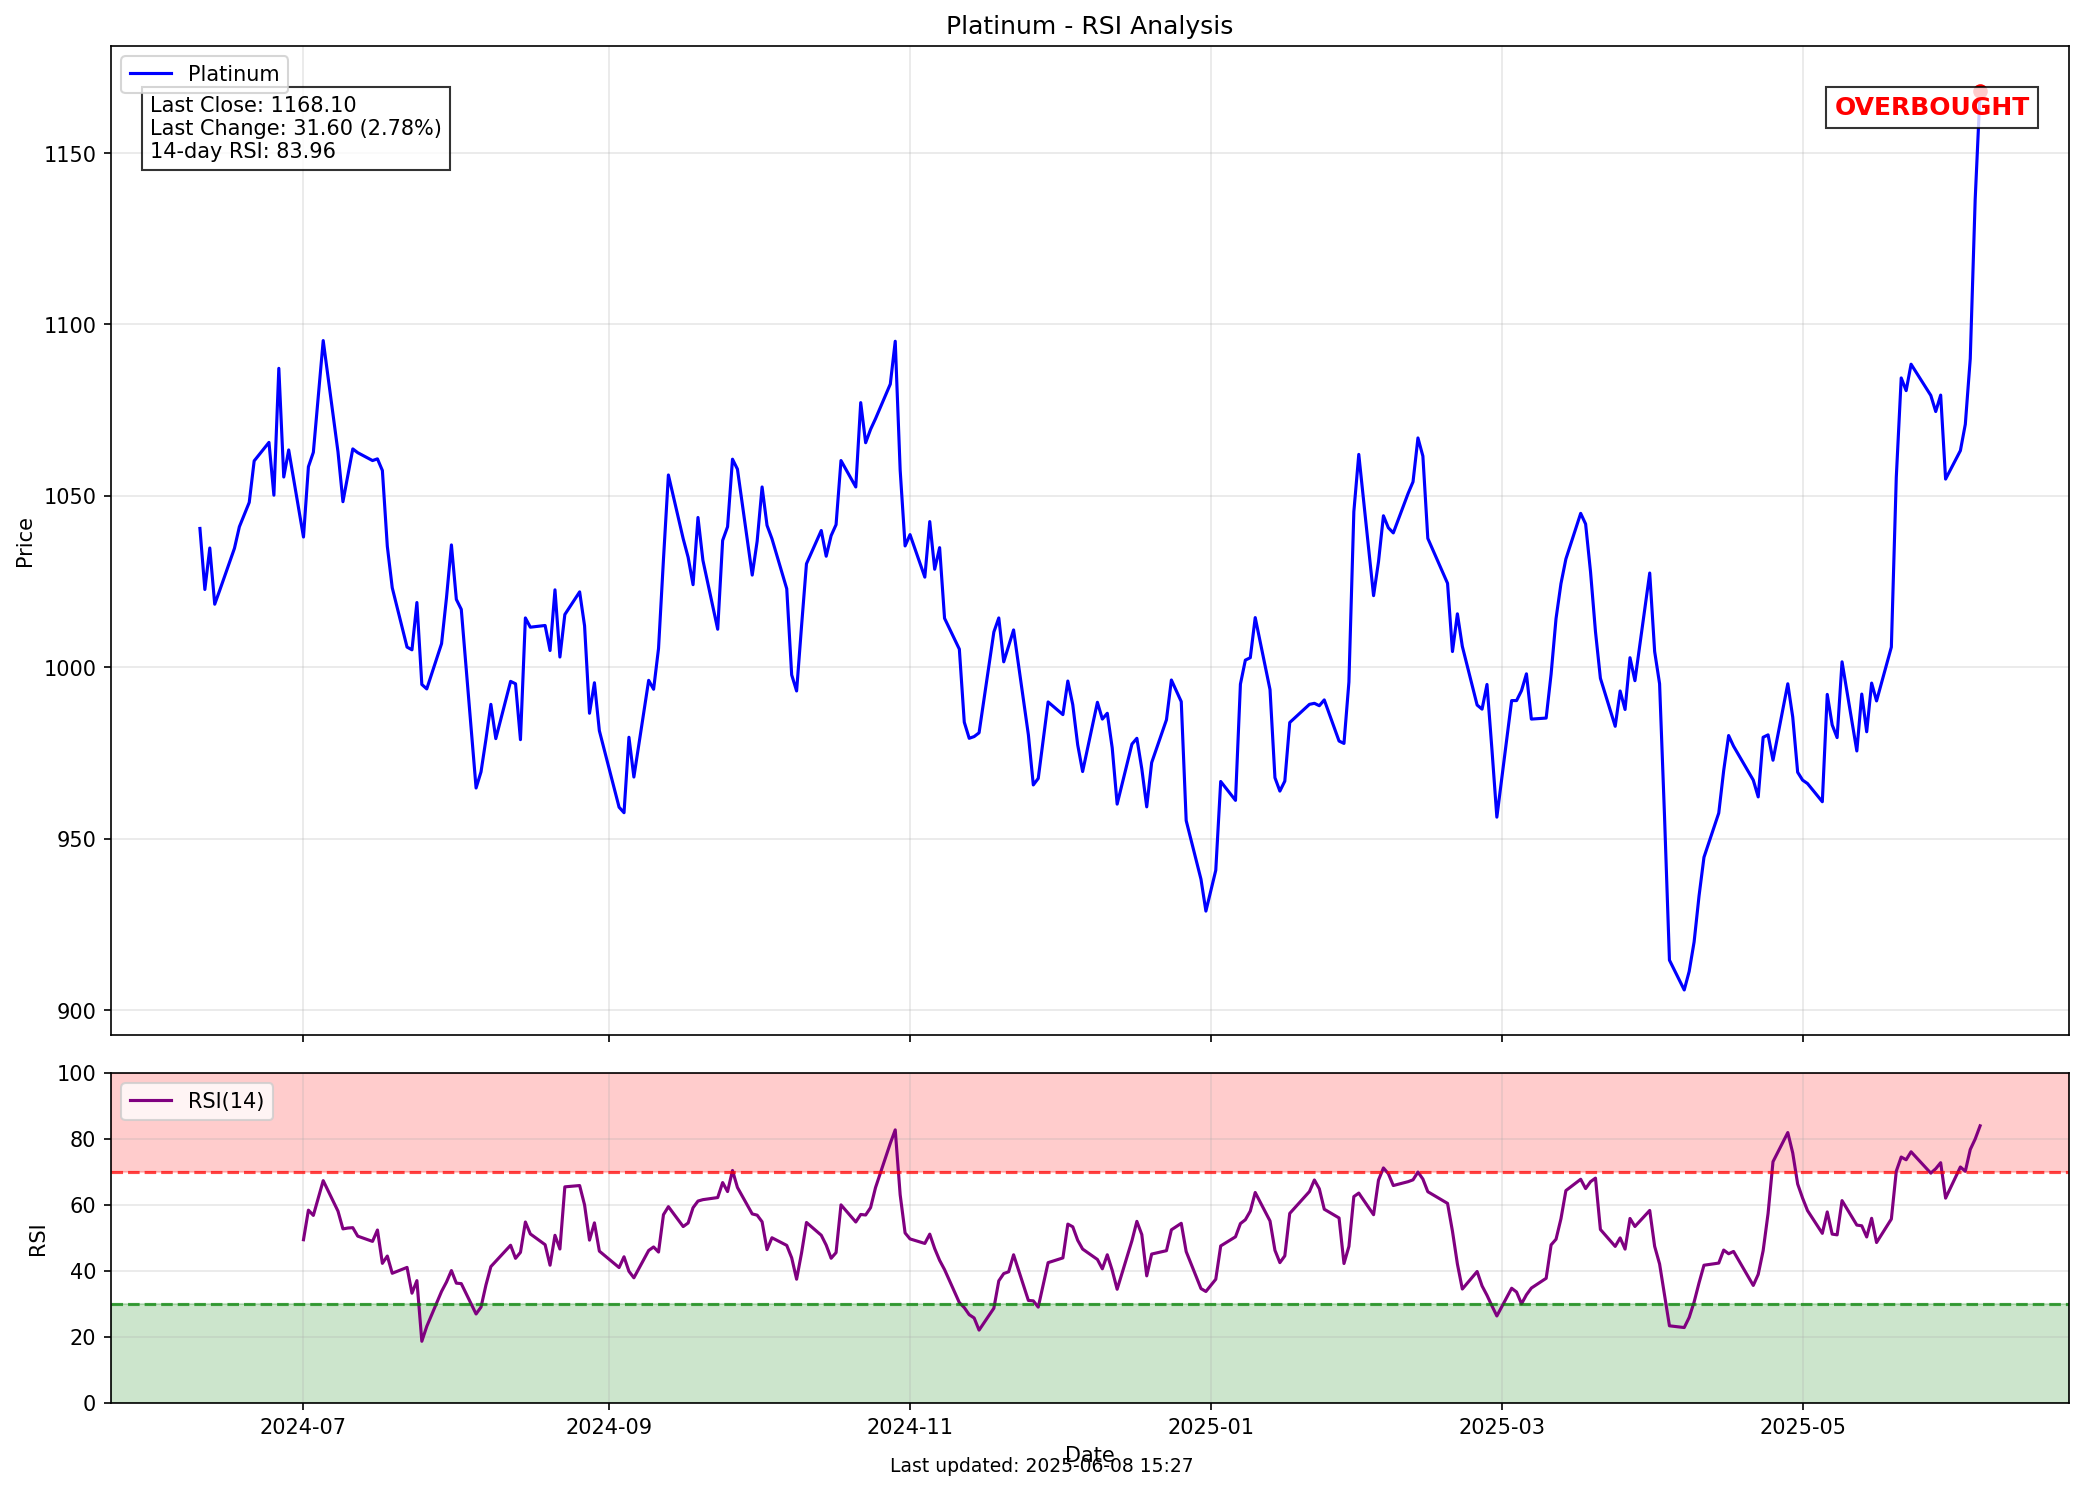 Platinum - RSI Analysis
Platinum
Last Close: 1168.10
Last Change: 31.60 (2.78%)
14-day RSI: 83.96
OVERBOUGHT
Price
1150
1100
1050
1000
950
900
RSI(14)
RSI
100
80
60
40
20
0
2024-07
2024-09
2024-11
2025-01
2025-03
2025-05
Date
Last updated: 2025-06-08 15:27